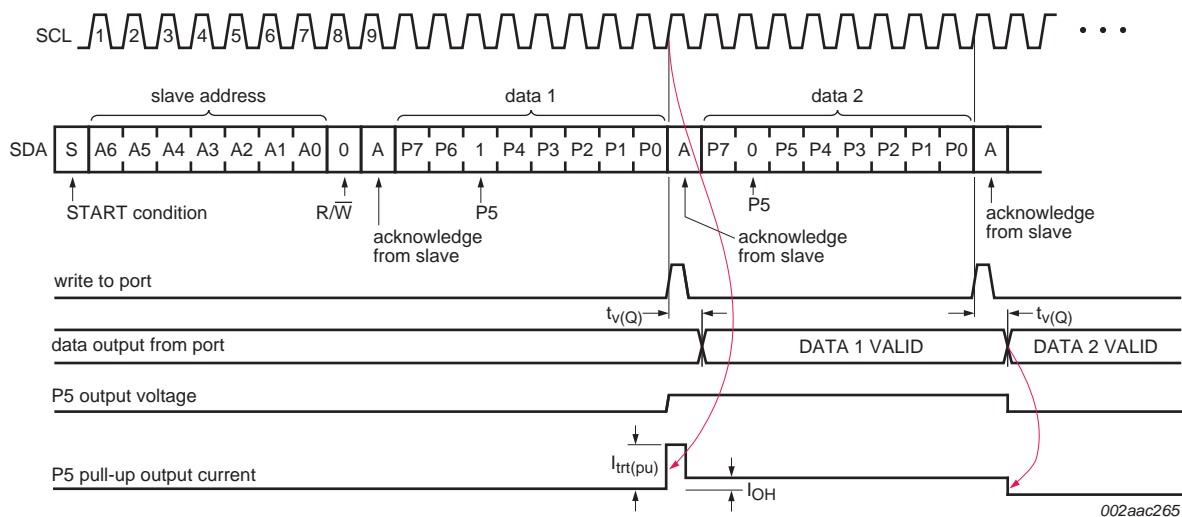 SCL 1 2 3 4 5 6 7 8 9
slave address data 1 data 2
SDA S A6 A5 A4 A3 A2 A1 A0 0 A P7 P6 1 P4 P3 P2 P1 P0 A P7 0 P5 P4 P3 P2 P1 P0 A
START condition R/W̅ P5 P5
acknowledge from slave
acknowledge from slave
acknowledge from slave
write to port
tv(Q) tv(Q)
data output from port DATA 1 VALID DATA 2 VALID
P5 output voltage
P5 pull-up output current Itrt(pu) IOH
002aac265